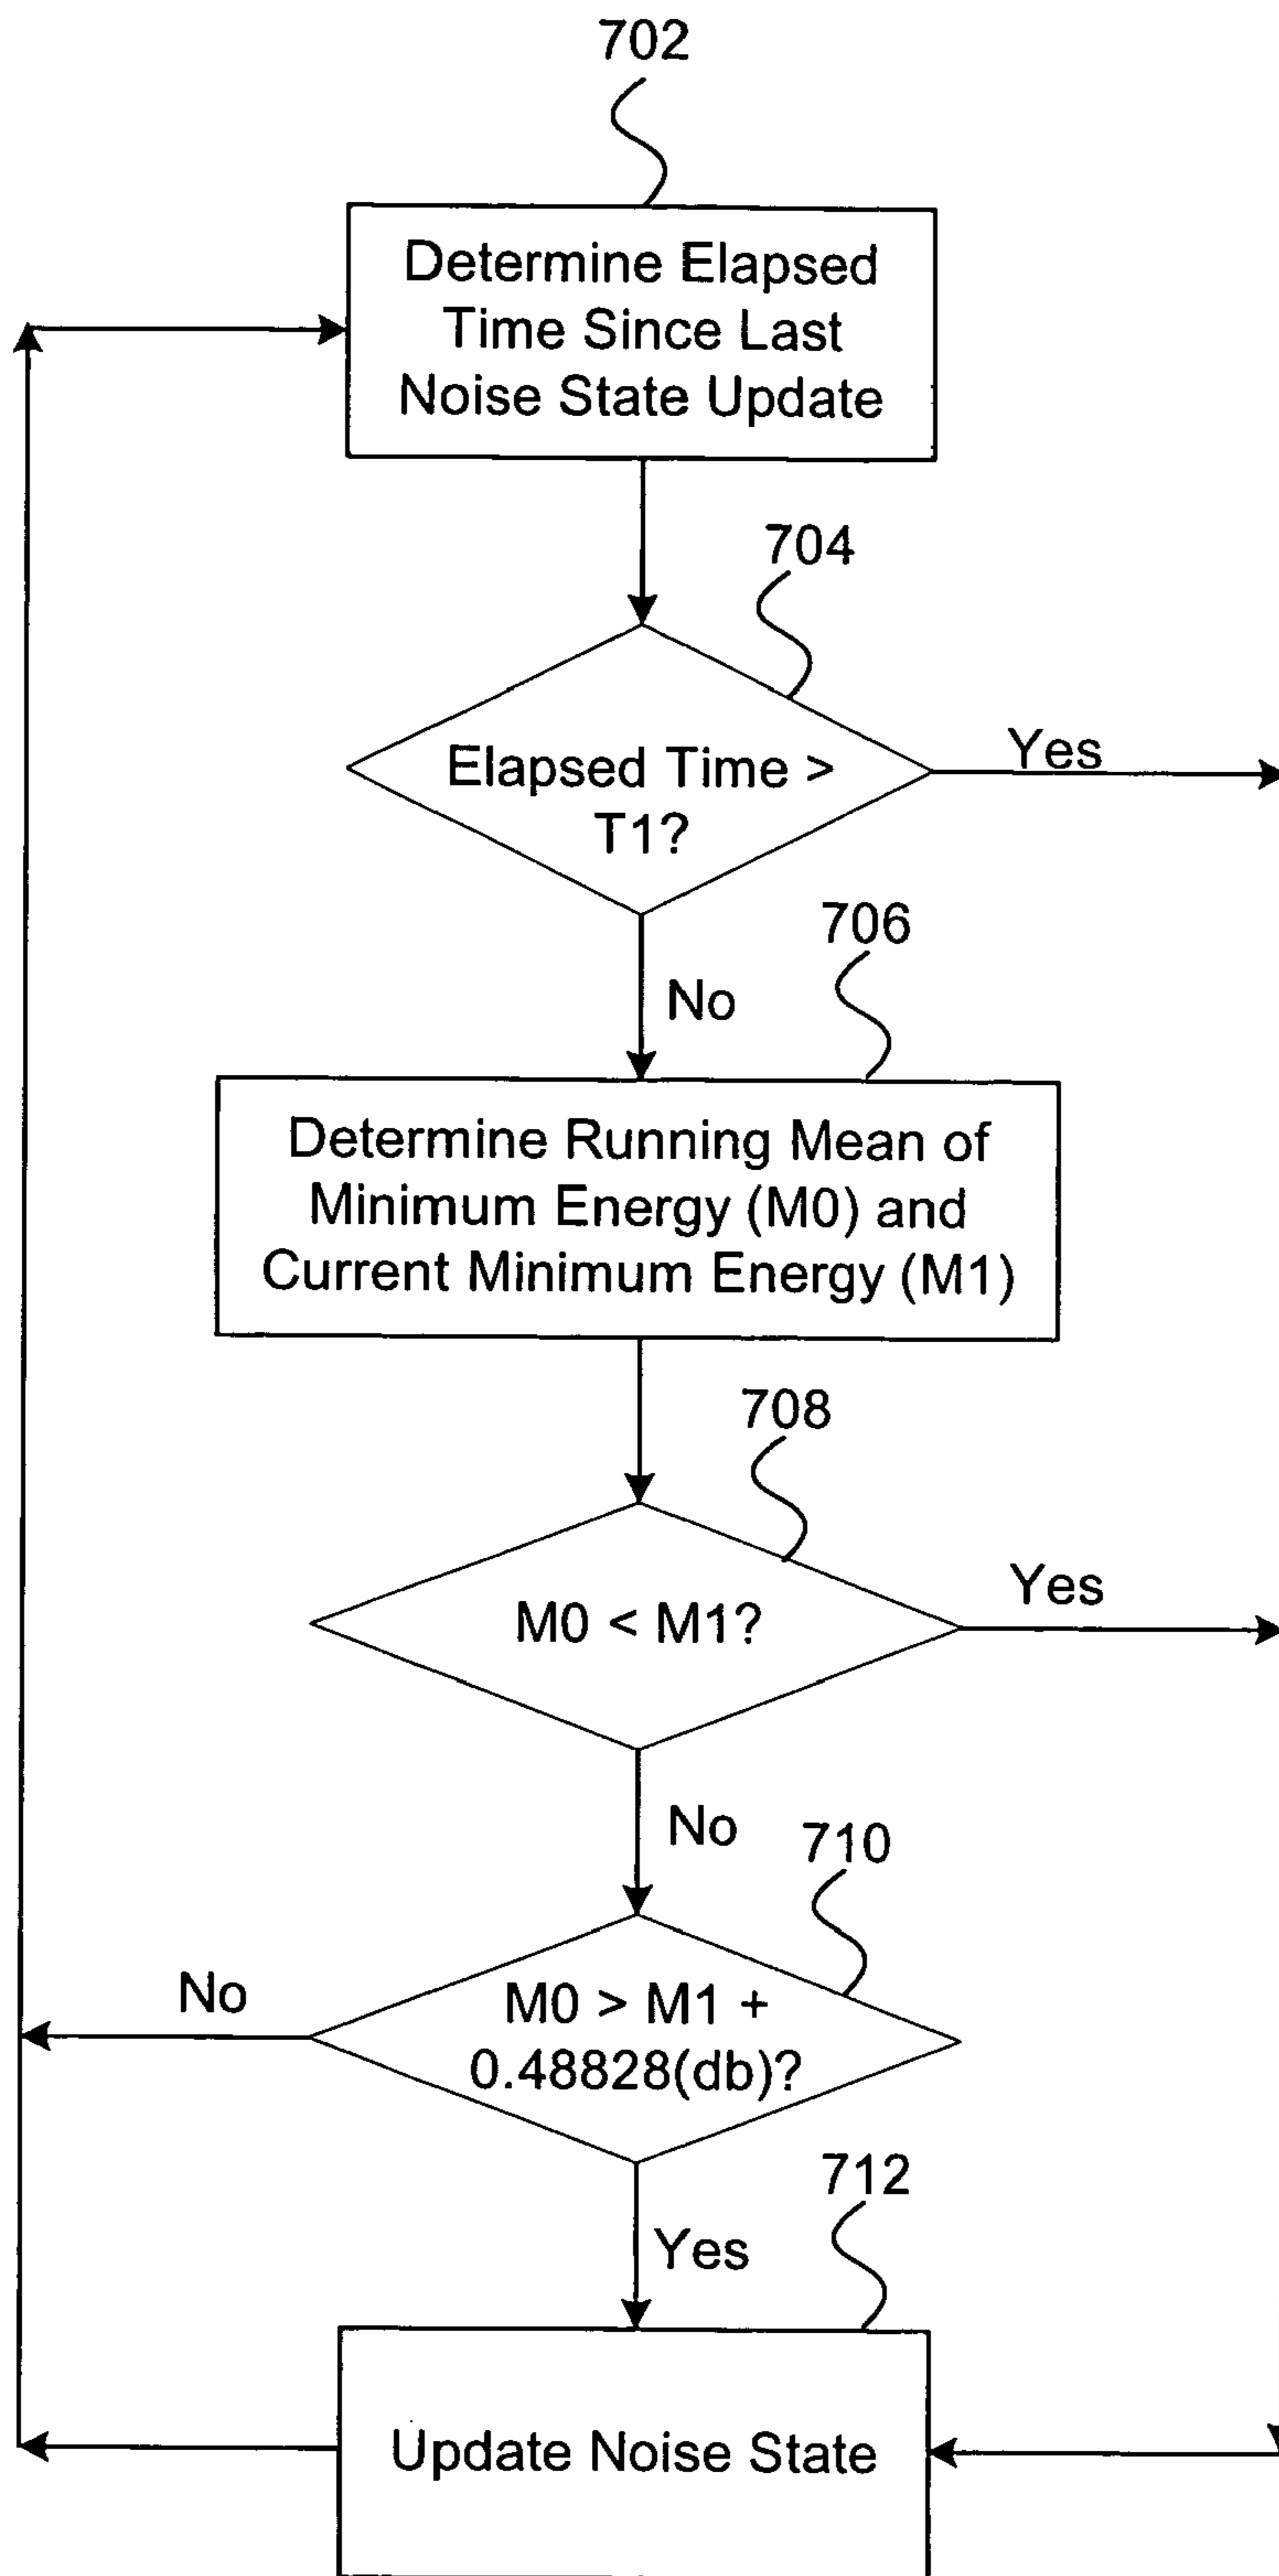 702
Determine Elapsed
Time Since Last
Noise State Update
704
Elapsed Time >
T1?
Yes
No
706
Determine Running Mean of
Minimum Energy (M0) and
Current Minimum Energy (M1)
708
M0 < M1?
Yes
No
710
M0 > M1 +
0.48828(db)?
No
Yes
712
Update Noise State